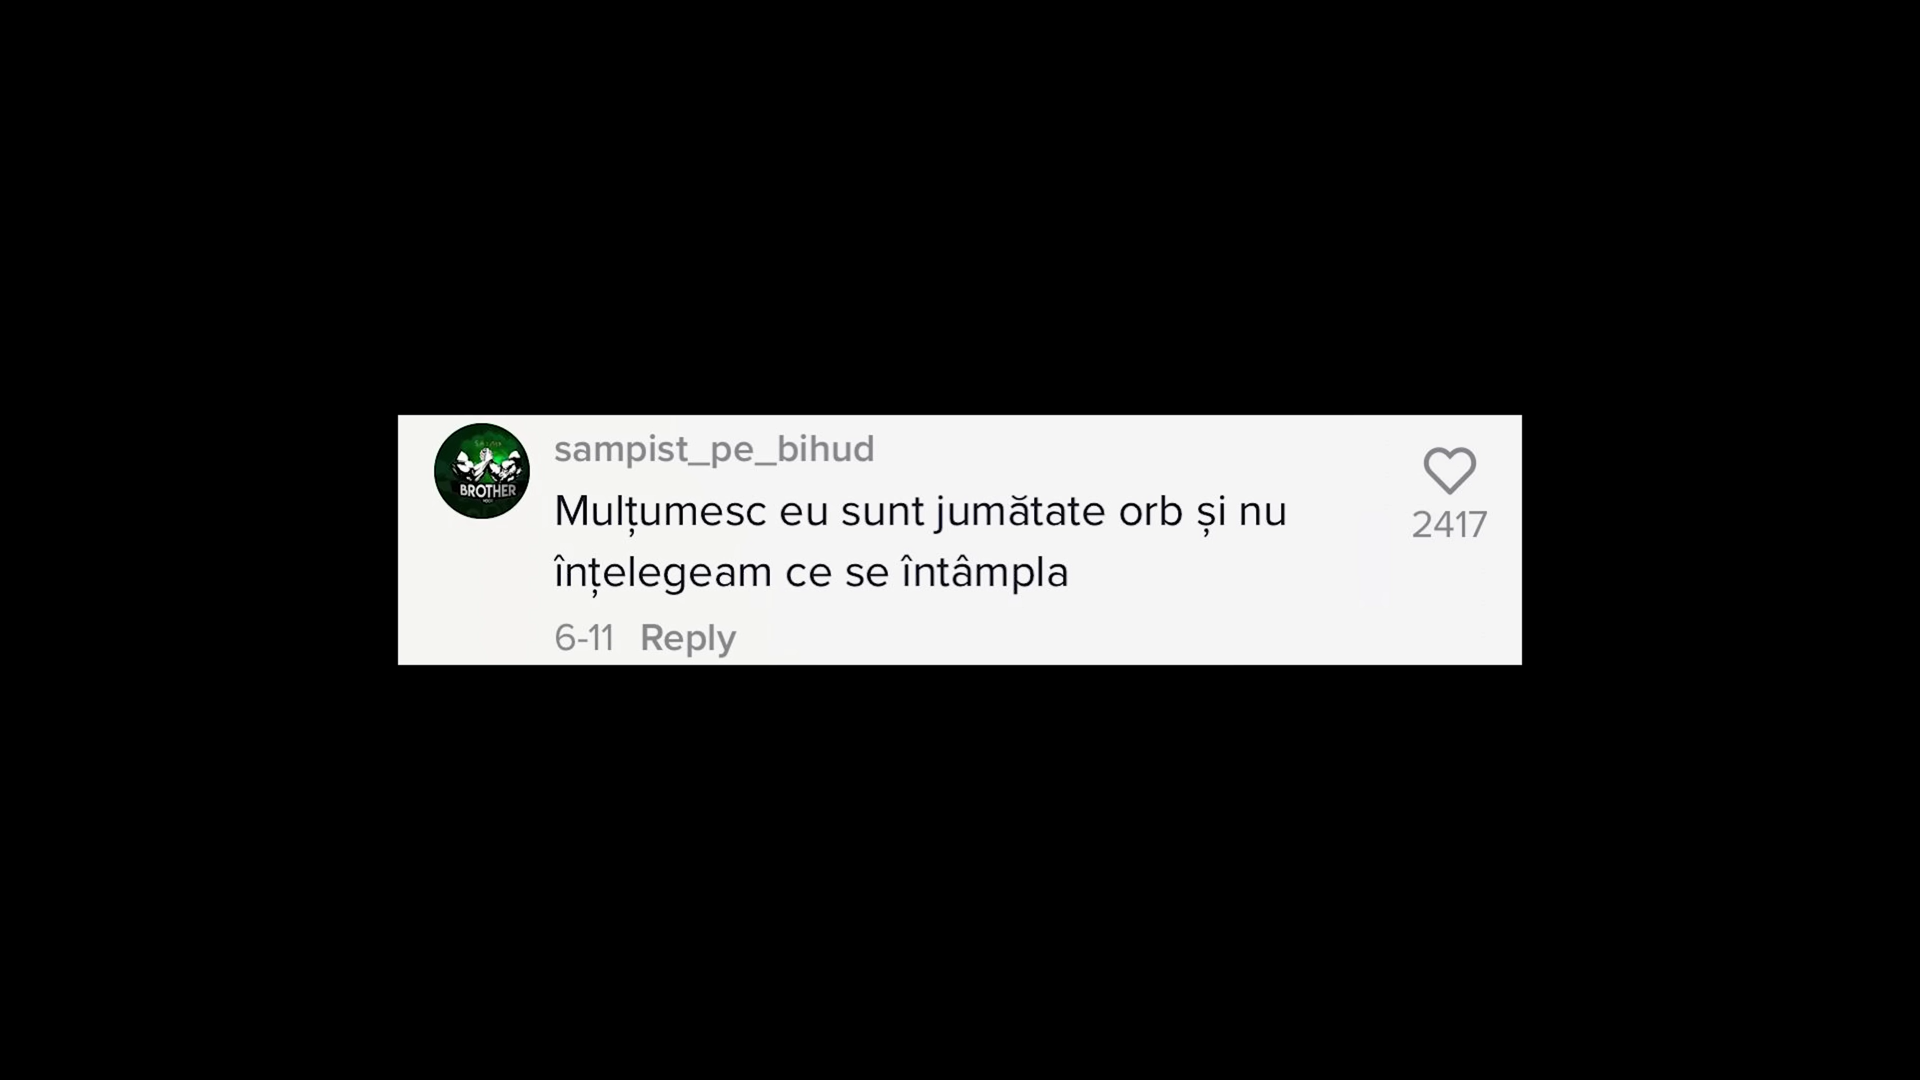 BROTHER
sampist_pe_bihud
Mulțumesc eu sunt jumătate orb și nu
înțelegeam ce se întâmpla
2417
6-11 Reply